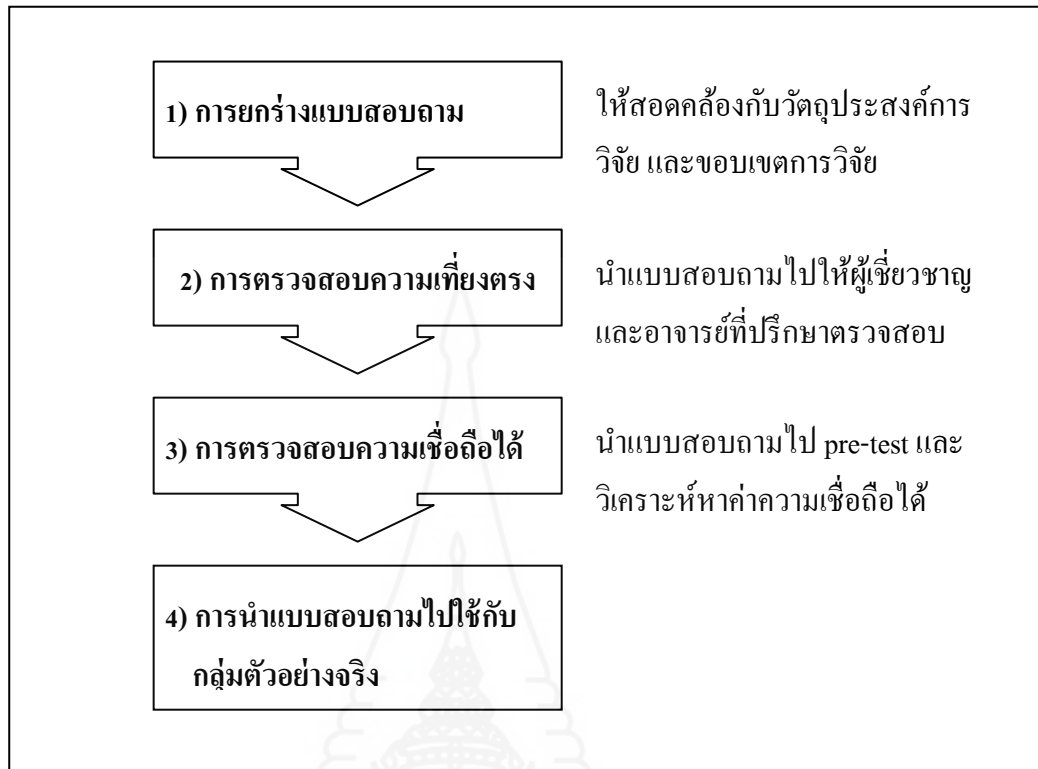 1) การยกร่างแบบสอบถาม
ให้สอดคล้องกับวัตถุประสงค์การ
วิจัย และขอบเขตการวิจัย
2) การตรวจสอบความเที่ยงตรง
นำแบบสอบถามไปให้ผู้เชี่ยวชาญ
และอาจารย์ที่ปรึกษาตรวจสอบ
3) การตรวจสอบความเชื่อถือได้
นำแบบสอบถามไป pre-test และ
วิเคราะห์หาค่าความเชื่อถือได้
4) การนำแบบสอบถามไปใช้กับ
กลุ่มตัวอย่างจริง